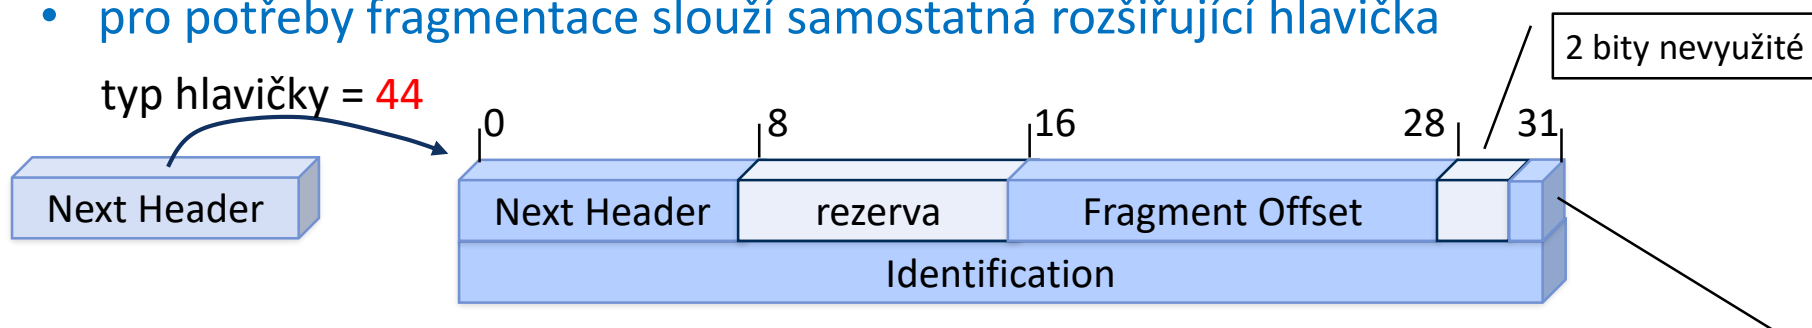 • pro potřeby fragmentace slouží samostatná rozšiřující hlavička
2 bity nevyužité
typ hlavičky = 44
0 8 16 28 31
Next Header
Next Header rezerva Fragment Offset
Identification